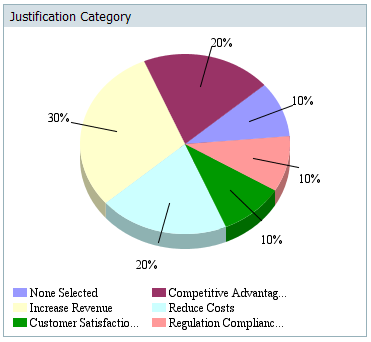 Justification Category
20%
10%
30%
10%
10%
20%
None Selected
Competitive Advantag...
Increase Revenue
Reduce Costs
Customer Satisfactio...
Regulation Complianc...